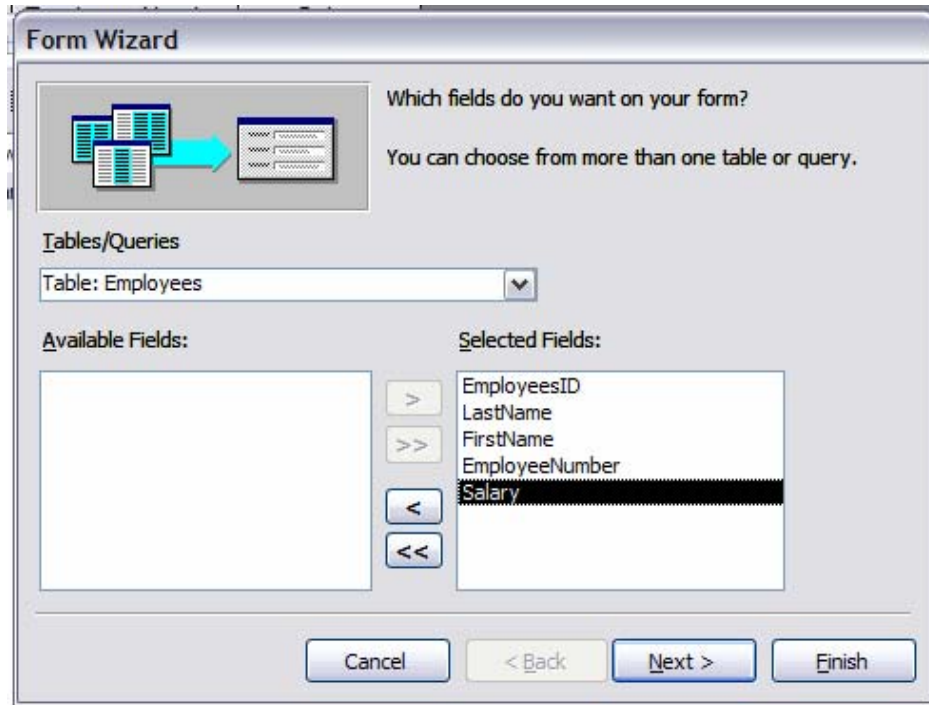 Form Wizard
Which fields do you want on your form?
You can choose from more than one table or query.
Tables/Queries
Table: Employees
Available Fields:
Selected Fields:
>
>>
<
<<
EmployeesID
LastName
FirstName
EmployeeNumber
Salary
Cancel
< Back
Next >
Finish